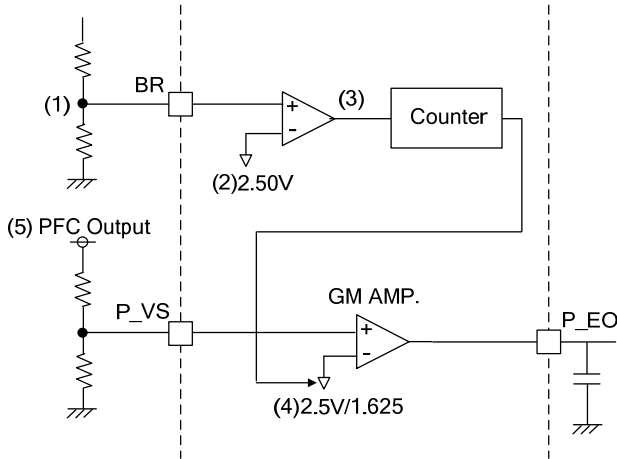 BR
(1)
+
-
(3)
Counter
(2)2.50V
(5) PFC Output
P_VS
GM AMP.
+
-
P_EO
(4)2.5V/1.625